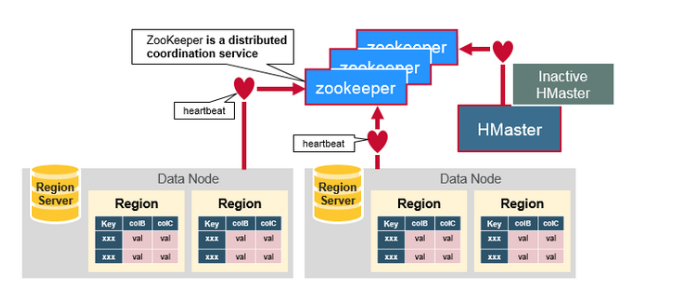 ZooKeeper is a distributed
coordination service
zookeeper
zookeeper
zookeeper
Inactive
HMaster
HMaster
heartbeat
heartbeat
Region
Server
Data Node
Region
Key colB colC
xxx val val
xxx val val
Region
Key colB colC
xxx val val
xxx val val
Region
Server
Data Node
Region
Key colB colC
xxx val val
xxx val val
Region
Key colB colC
xxx val val
xxx val val